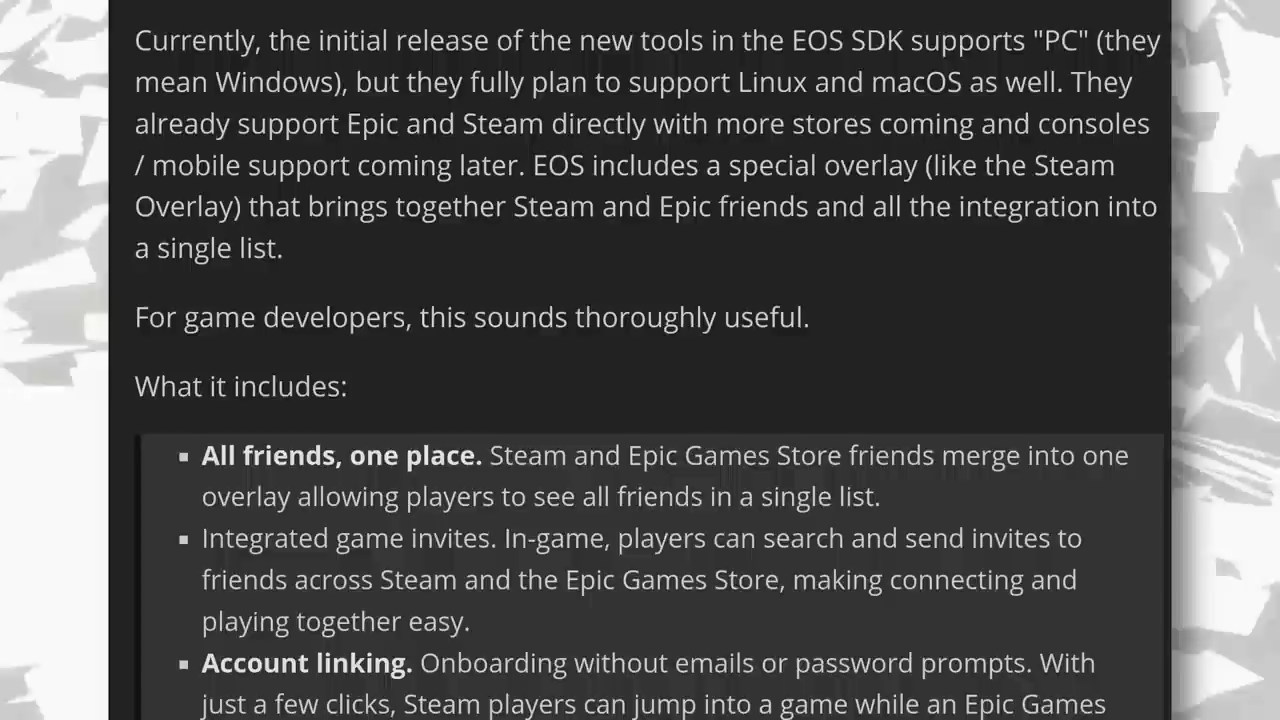 Currently, the initial release of the new tools in the EOS SDK supports "PC" (they
mean Windows), but they fully plan to support Linux and macOS as well. They
already support Epic and Steam directly with more stores coming and consoles
/ mobile support coming later. EOS includes a special overlay (like the Steam
Overlay) that brings together Steam and Epic friends and all the integration into
a single list.
For game developers, this sounds thoroughly useful.
What it includes:
▪ All friends, one place. Steam and Epic Games Store friends merge into one
overlay allowing players to see all friends in a single list.
▪ Integrated game invites. In-game, players can search and send invites to
friends across Steam and the Epic Games Store, making connecting and
playing together easy.
▪ Account linking. Onboarding without emails or password prompts. With
just a few clicks, Steam players can jump into a game while an Epic Games